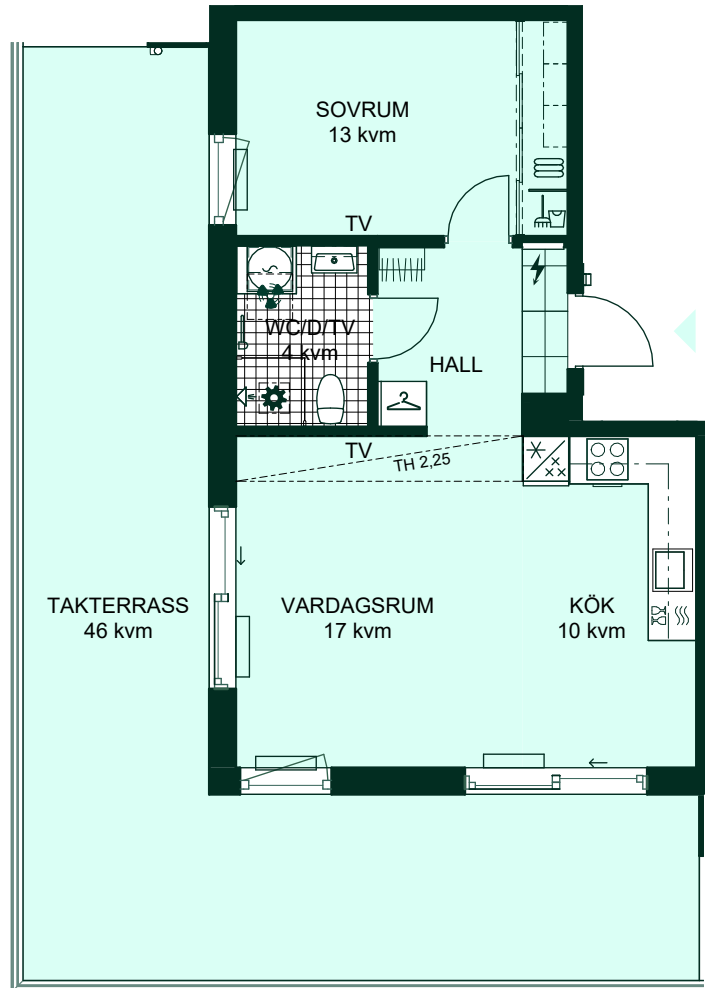 SOVRUM
13 kvm
TV
WC/D/TV
4 kvm
HALL
TV
TH 2,25
TAKTERRASS
46 kvm
VARDAGSRUM
17 kvm
KÖK
10 kvm